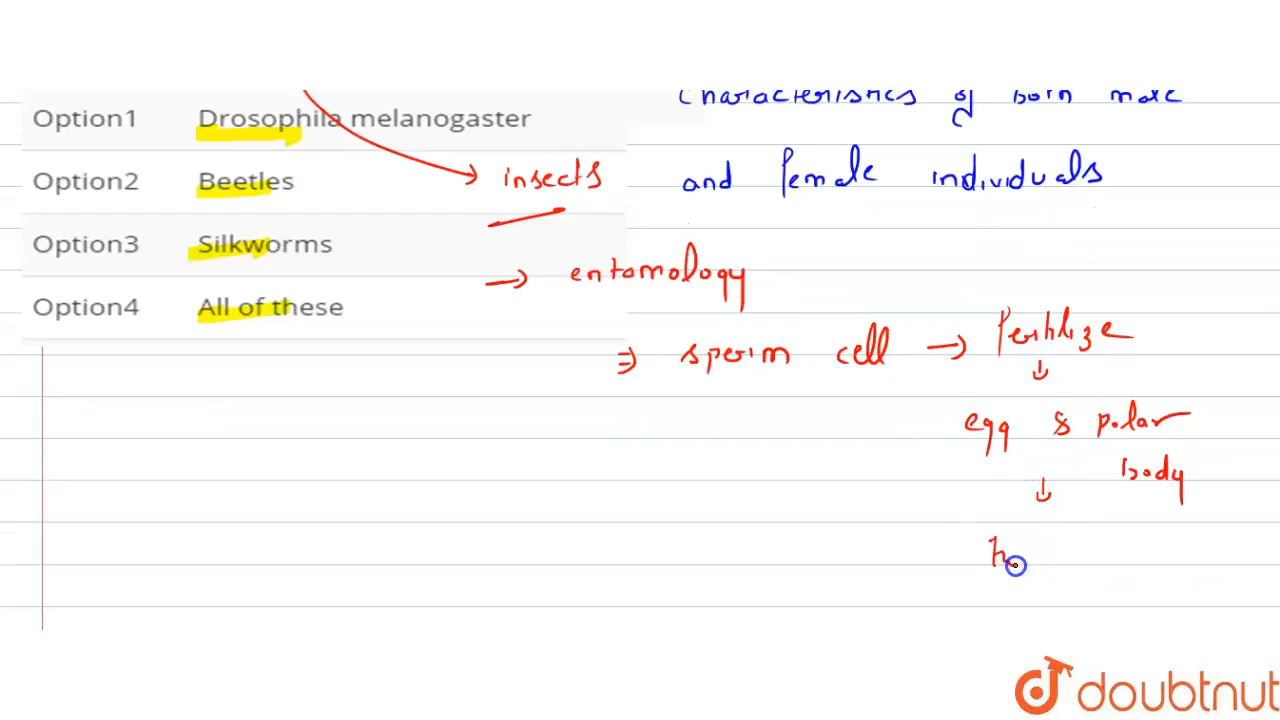 characteristics of both male
Option1 Drosophila melanogaster
Option2 Beetles
insects
and female individuals
Option3 Silkworms
entomology
Option4 All of these
⇒ sperm cell → fertilize
↓
egg & polar
body
↓
doubtnut